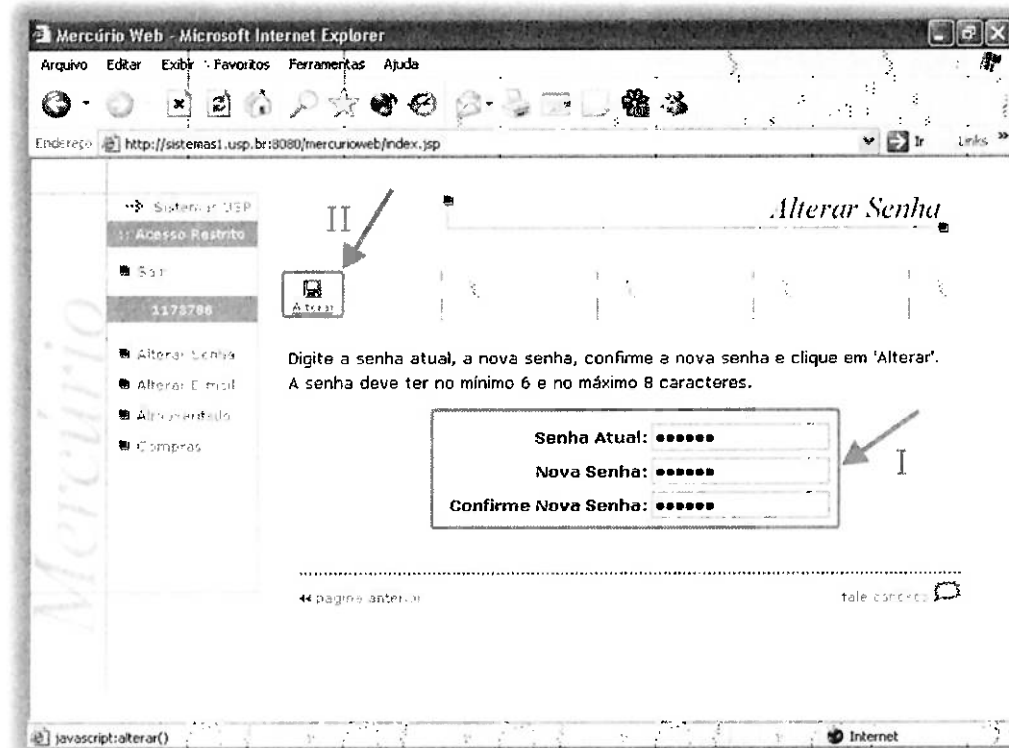 Mercúrio Web - Microsoft Internet Explorer
Arquivo Editar Exibir Favoritos Ferramentas Ajuda
Endereço http://sistemas1.usp.br:8080/mercurioweb/index.jsp Ir Links »
Sistemas USP
:: Acesso Restrito
Sair
1178786
Alterar Senha
Alterar E-mail
Almoxarifado
Compras
Mercúrio
II
Alterar Senha
Alterar
Digite a senha atual, a nova senha, confirme a nova senha e clique em 'Alterar'.
A senha deve ter no mínimo 6 e no máximo 8 caracteres.
Senha Atual: ••••••
Nova Senha: ••••••
Confirme Nova Senha: ••••••
I
página anterior
fale conosco
javascript:alterar() Internet